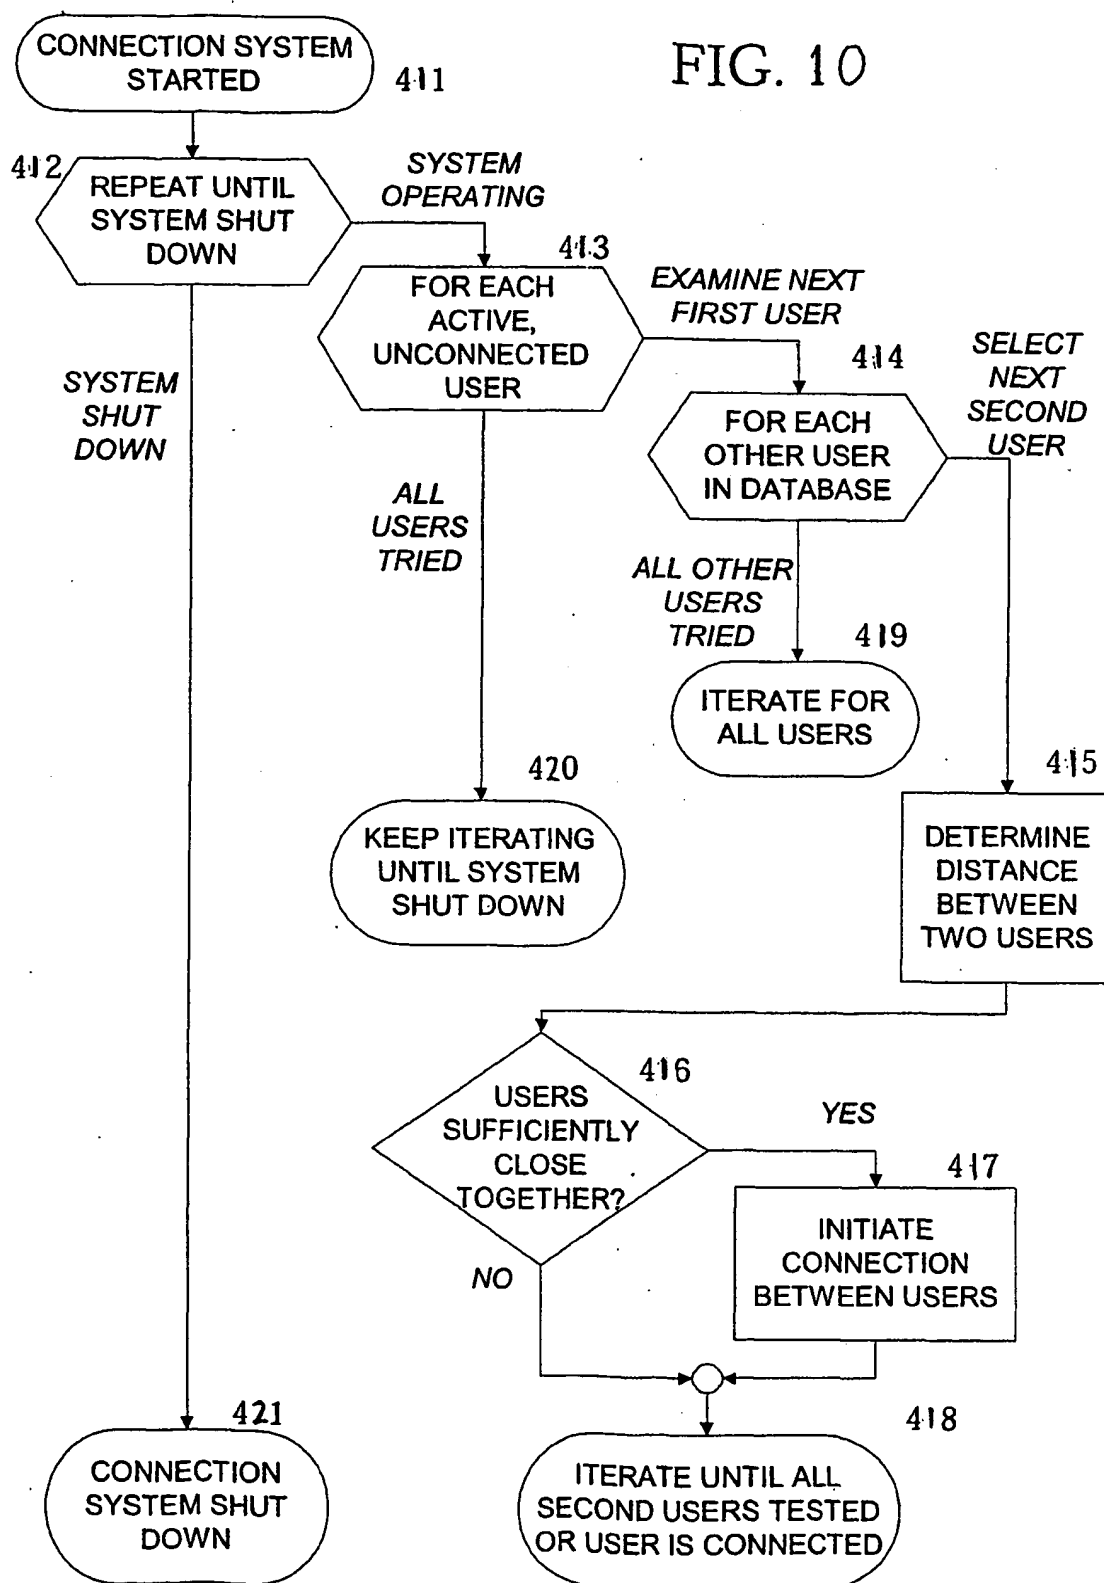 CONNECTION SYSTEM
STARTED
411
FIG. 10
412
REPEAT UNTIL
SYSTEM SHUT
DOWN
SYSTEM
OPERATING
413
FOR EACH
ACTIVE,
UNCONNECTED
USER
EXAMINE NEXT
FIRST USER
414
FOR EACH
OTHER USER
IN DATABASE
SELECT
NEXT
SECOND
USER
SYSTEM
SHUT
DOWN
ALL
USERS
TRIED
ALL OTHER
USERS
TRIED
419
ITERATE FOR
ALL USERS
420
KEEP ITERATING
UNTIL SYSTEM
SHUT DOWN
415
DETERMINE
DISTANCE
BETWEEN
TWO USERS
416
USERS
SUFFICIENTLY
CLOSE
TOGETHER?
YES
417
INITIATE
CONNECTION
BETWEEN USERS
NO
418
ITERATE UNTIL ALL
SECOND USERS TESTED
OR USER IS CONNECTED
421
CONNECTION
SYSTEM SHUT
DOWN